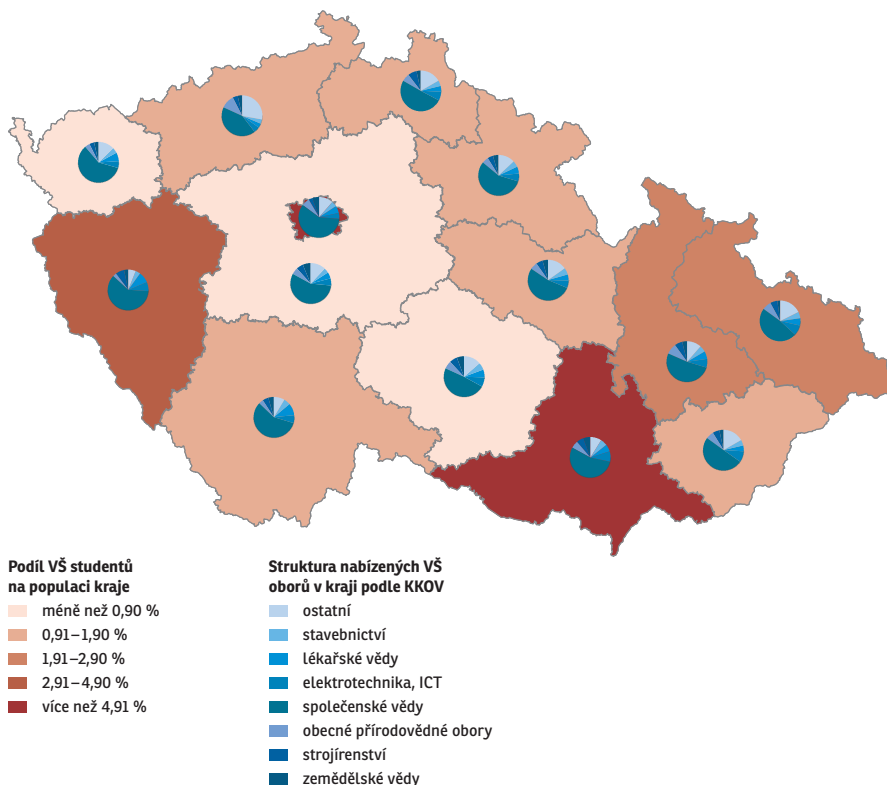 Podíl VŠ studentů
na populaci kraje
méně než 0,90 %
0,91–1,90 %
1,91–2,90 %
2,91–4,90 %
více než 4,91 %
Struktura nabízených VŠ
oborů v kraji podle KKOV
ostatní
stavebnictví
lékařské vědy
elektrotechnika, ICT
společenské vědy
obecné přírodovědné obory
strojírenství
zemědělské vědy